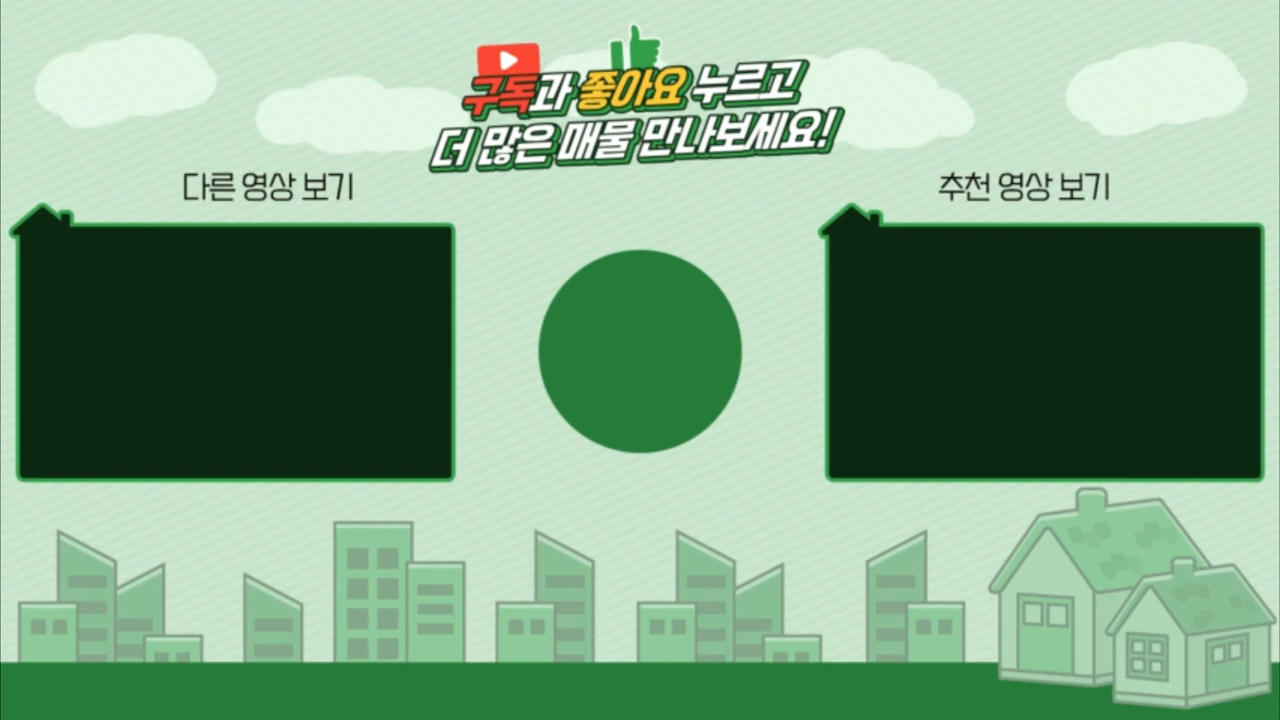 구독과 좋아요 누르고
더 많은 매물 만나보세요!
다른 영상 보기
추천 영상 보기